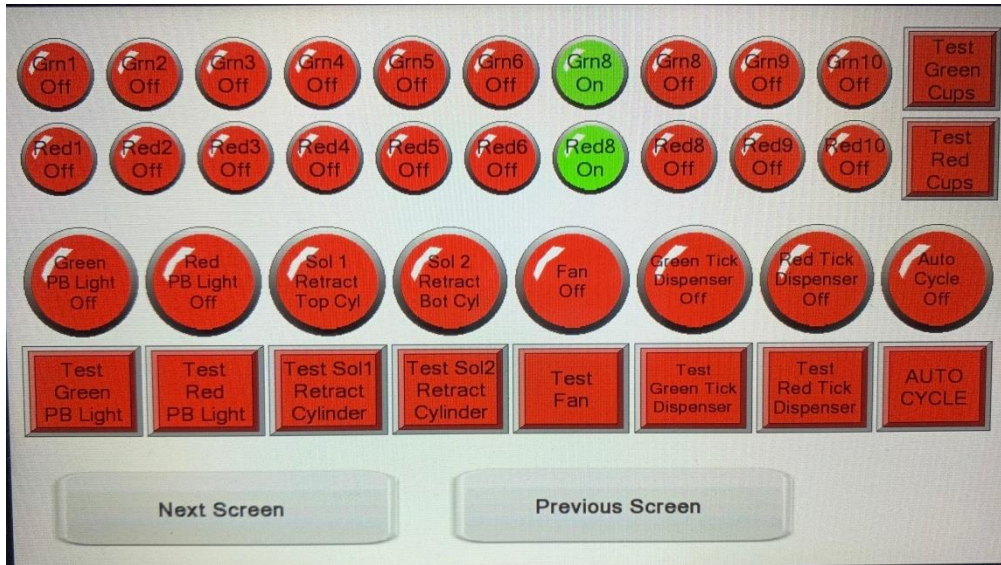 Grn1 Off
Grn2 Off
Grn3 Off
Grn4 Off
Grn5 Off
Grn6 Off
Grn8 On
Grn8 Off
Grn9 Off
Grn10 Off
Test Green Cups
Red1 Off
Red2 Off
Red3 Off
Red4 Off
Red5 Off
Red6 Off
Red8 On
Red8 Off
Red9 Off
Red10 Off
Test Red Cups
Green PB Light Off
Red PB Light Off
Sol 1 Retract Top Cyl
Sol 2 Retract Bot Cyl
Fan Off
Green Tick Dispenser Off
Red Tick Dispenser Off
Auto Cycle Off
Test Green PB Light
Test Red PB Light
Test Sol1 Retract Cylinder
Test Sol2 Retract Cylinder
Test Fan
Test Green Tick Dispenser
Test Red Tick Dispenser
AUTO CYCLE
Next Screen
Previous Screen